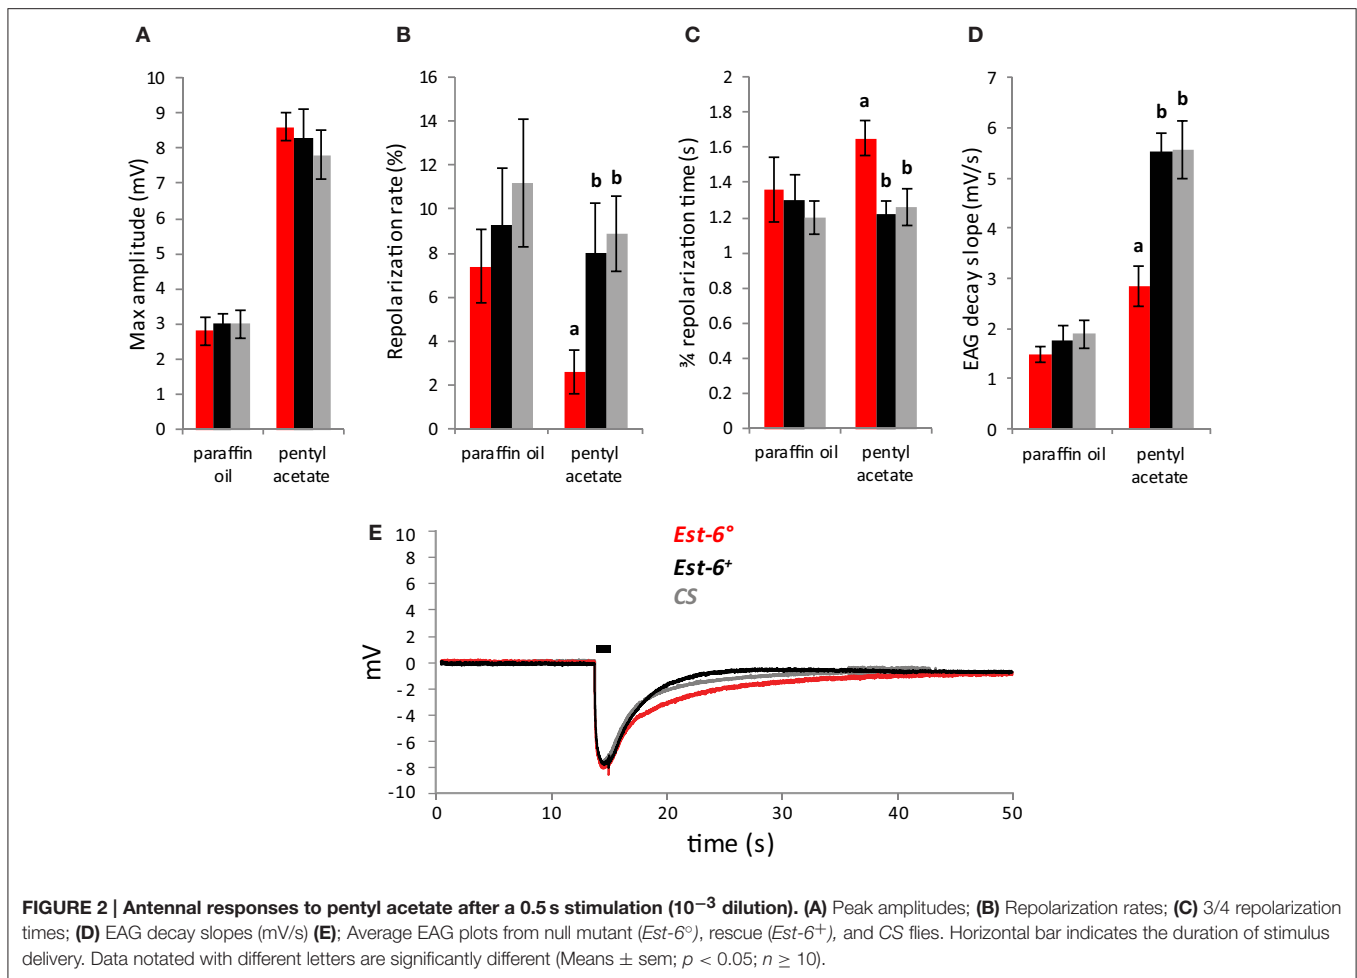 A
Max amplitude (mV)
10
9
8
7
6
5
4
3
2
1
0
paraffin
oil
pentyl
acetate
B
Repolarization rate (%)
16
14
12
10
8
6
4
2
0
a
b
b
paraffin oil
pentyl
acetate
C
¾ repolarization time (s)
2
1.8
1.6
1.4
1.2
1
0.8
0.6
0.4
0.2
0
a
b
b
paraffin oil
pentyl
acetate
D
EAG decay slope (mV/s)
7
6
5
4
3
2
1
0
a
b
b
paraffin oil
pentyl
acetate
E
mV
10
8
6
4
2
0
-2
-4
-6
-8
-10
Est-6°
Est-6⁺
CS
0
10
20
30
40
50
time (s)
FIGURE 2 | Antennal responses to pentyl acetate after a 0.5 s stimulation (10⁻³ dilution). (A) Peak amplitudes; (B) Repolarization rates; (C) 3/4 repolarization
times; (D) EAG decay slopes (mV/s) (E); Average EAG plots from null mutant (Est-6°), rescue (Est-6⁺), and CS flies. Horizontal bar indicates the duration of stimulus
delivery. Data notated with different letters are significantly different (Means ± sem; p < 0.05; n ≥ 10).